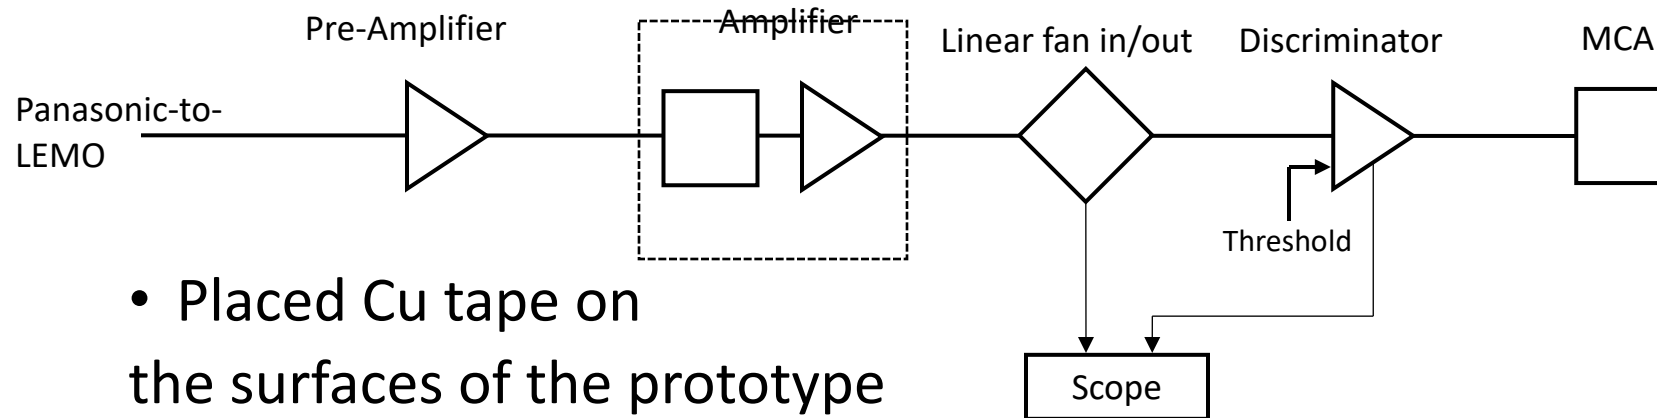 Pre-Amplifier
Amplifier
Linear fan in/out
Discriminator
MCA
Panasonic-to-
LEMO
Threshold
• Placed Cu tape on
the surfaces of the prototype
Scope